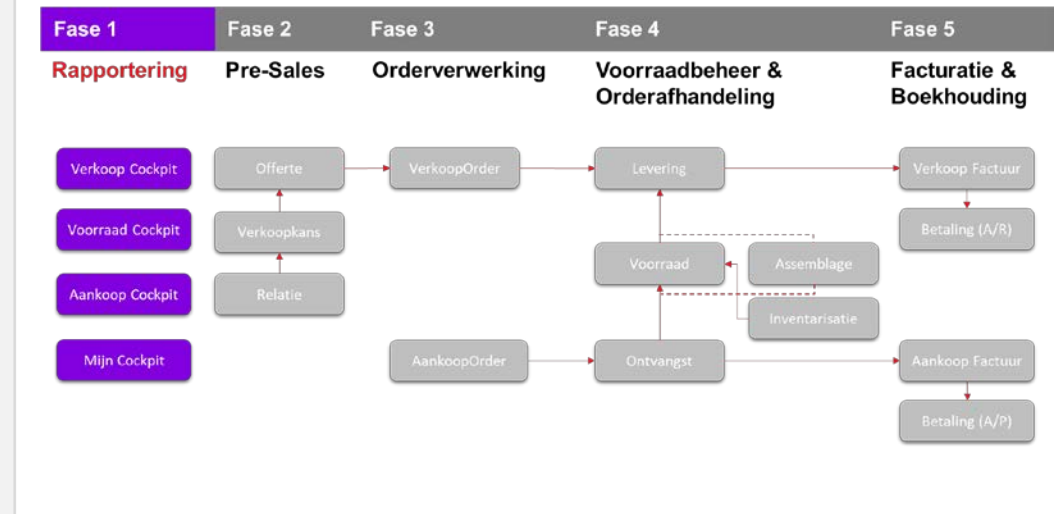 Fase 1
Fase 2
Fase 3
Fase 4
Fase 5
Rapportering
Pre-Sales
Orderverwerking
Voorraadbeheer &
Orderafhandeling
Facturatie &
Boekhouding
Verkoop Cockpit
Offerte
VerkoopOrder
Levering
Verkoop Factuur
Voorraad Cockpit
Verkoopkans
Betaling (A/R)
Voorraad
Assemblage
Aankoop Cockpit
Relatie
Inventarisatie
Mijn Cockpit
AankoopOrder
Ontvangst
Aankoop Factuur
Betaling (A/P)